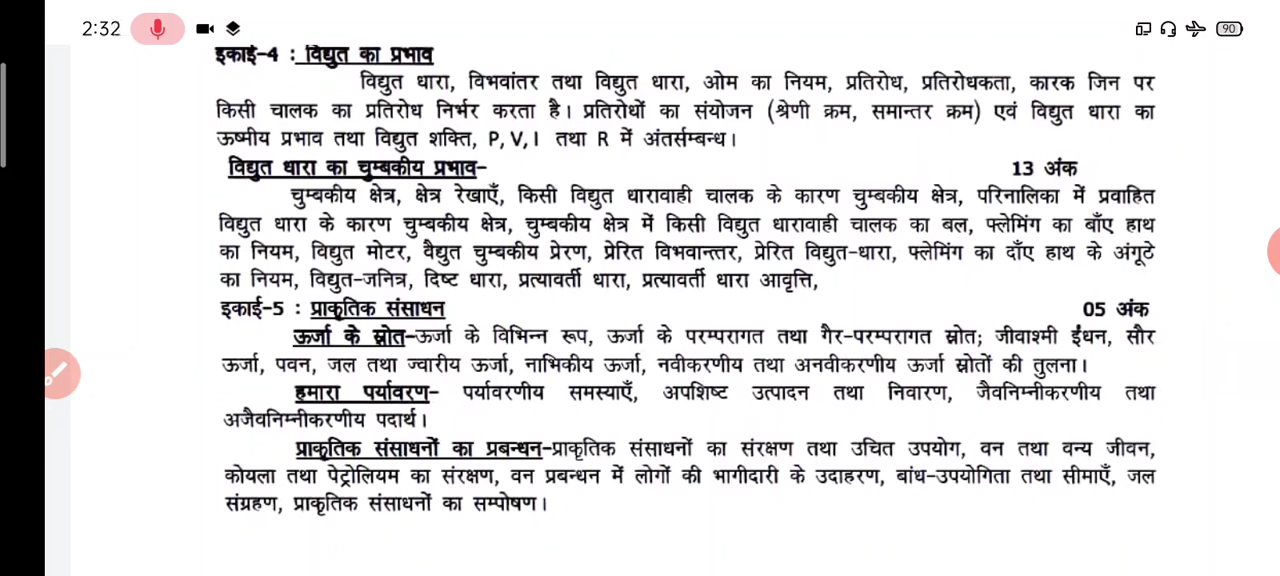 2:32
90
इकाई-4 : विद्युत का प्रभाव
विद्युत धारा, विभवांतर तथा विद्युत धारा, ओम का नियम, प्रतिरोध, प्रतिरोधकता, कारक जिन पर
किसी चालक का प्रतिरोध निर्भर करता है। प्रतिरोधों का संयोजन (श्रेणी क्रम, समान्तर क्रम) एवं विद्युत धारा का
ऊष्मीय प्रभाव तथा विद्युत शक्ति, P, V, I तथा R में अंतर्सम्बन्ध।
विद्युत धारा का चुम्बकीय प्रभाव- 13 अंक
चुम्बकीय क्षेत्र, क्षेत्र रेखाएँ, किसी विद्युत धारावाही चालक के कारण चुम्बकीय क्षेत्र, परिनालिका में प्रवाहित
विद्युत धारा के कारण चुम्बकीय क्षेत्र, चुम्बकीय क्षेत्र में किसी विद्युत धारावाही चालक का बल, फ्लेमिंग का बाँए हाथ
का नियम, विद्युत मोटर, वैद्युत चुम्बकीय प्रेरण, प्रेरित विभवान्त्तर, प्रेरित विद्युत-धारा, फ्लेमिंग का दाँए हाथ के अंगूटे
का नियम, विद्युत-जनित्र, दिष्ट धारा, प्रत्यावर्ती धारा, प्रत्यावर्ती धारा आवृत्ति,
इकाई-5 : प्राकृतिक संसाधन 05 अंक
ऊर्जा के स्रोत-ऊर्जा के विभिन्न रूप, ऊर्जा के परम्परागत तथा गैर-परम्परागत स्रोत; जीवाश्मी ईंधन, सौर
ऊर्जा, पवन, जल तथा ज्वारीय ऊर्जा, नाभिकीय ऊर्जा, नवीकरणीय तथा अनवीकरणीय ऊर्जा स्रोतों की तुलना।
हमारा पर्यावरण- पर्यावरणीय समस्याएँ, अपशिष्ट उत्पादन तथा निवारण, जैवनिम्नीकरणीय तथा
अजैवनिम्नीकरणीय पदार्थ।
प्राकृतिक संसाधनों का प्रबन्धन-प्राकृतिक संसाधनों का संरक्षण तथा उचित उपयोग, वन तथा वन्य जीवन,
कोयला तथा पेट्रोलियम का संरक्षण, वन प्रबन्धन में लोगों की भागीदारी के उदाहरण, बांध-उपयोगिता तथा सीमाएँ, जल
संग्रहण, प्राकृतिक संसाधनों का सम्पोषण।